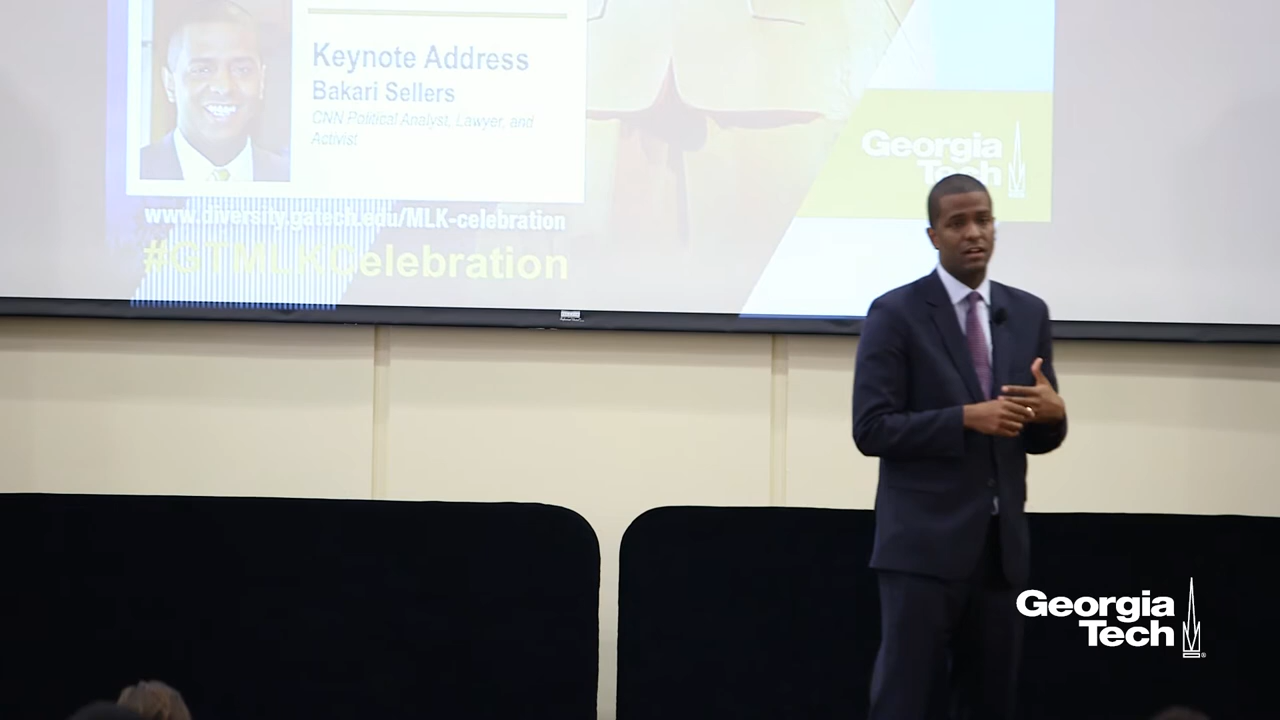 Keynote Address
Bakari Sellers
CNN Political Analyst, Lawyer, and
Activist
Georgia
Tech
www.diversity.gatech.edu/MLK-celebration
#GTMLKCelebration
Georgia
Tech